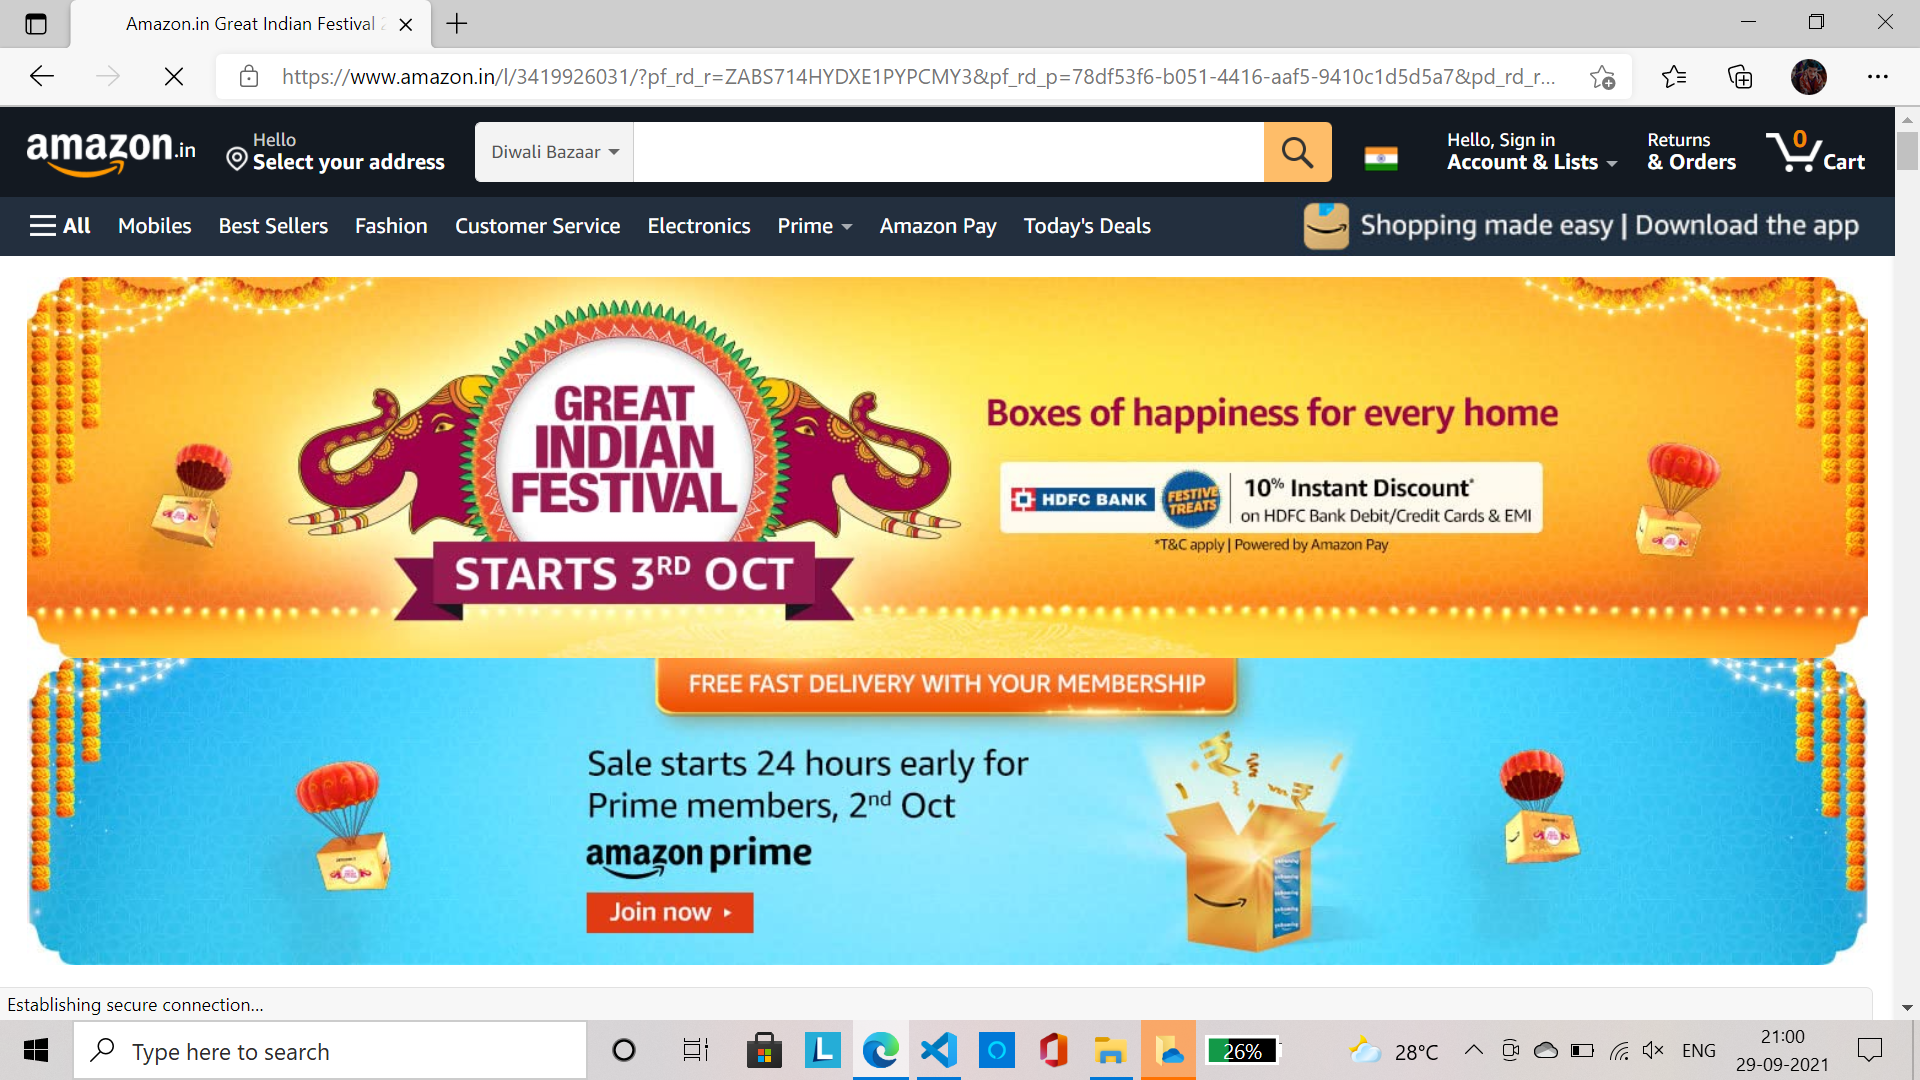 Amazon.in Great Indian Festival
https://www.amazon.in/l/3419926031/?pf_rd_r=ZABS714HYDXE1PYPCMY3&pf_rd_p=78df53f6-b051-4416-aaf5-9410c1d5d5a7&pd_rd_r...
amazon.in
Hello
Select your address
Diwali Bazaar
Hello, Sign in
Account & Lists
Returns
& Orders
0
Cart
All Mobiles Best Sellers Fashion Customer Service Electronics Prime Amazon Pay Today's Deals
Shopping made easy | Download the app
GREAT
INDIAN
FESTIVAL
STARTS 3RD OCT
Boxes of happiness for every home
HDFC BANK
FESTIVE
TREATS
10% Instant Discount*
on HDFC Bank Debit/Credit Cards & EMI
*T&C apply | Powered by Amazon Pay
FREE FAST DELIVERY WITH YOUR MEMBERSHIP
Sale starts 24 hours early for
Prime members, 2nd Oct
amazon prime
Join now
Establishing secure connection...
Type here to search
L
26%
28°C
ENG
21:00
29-09-2021